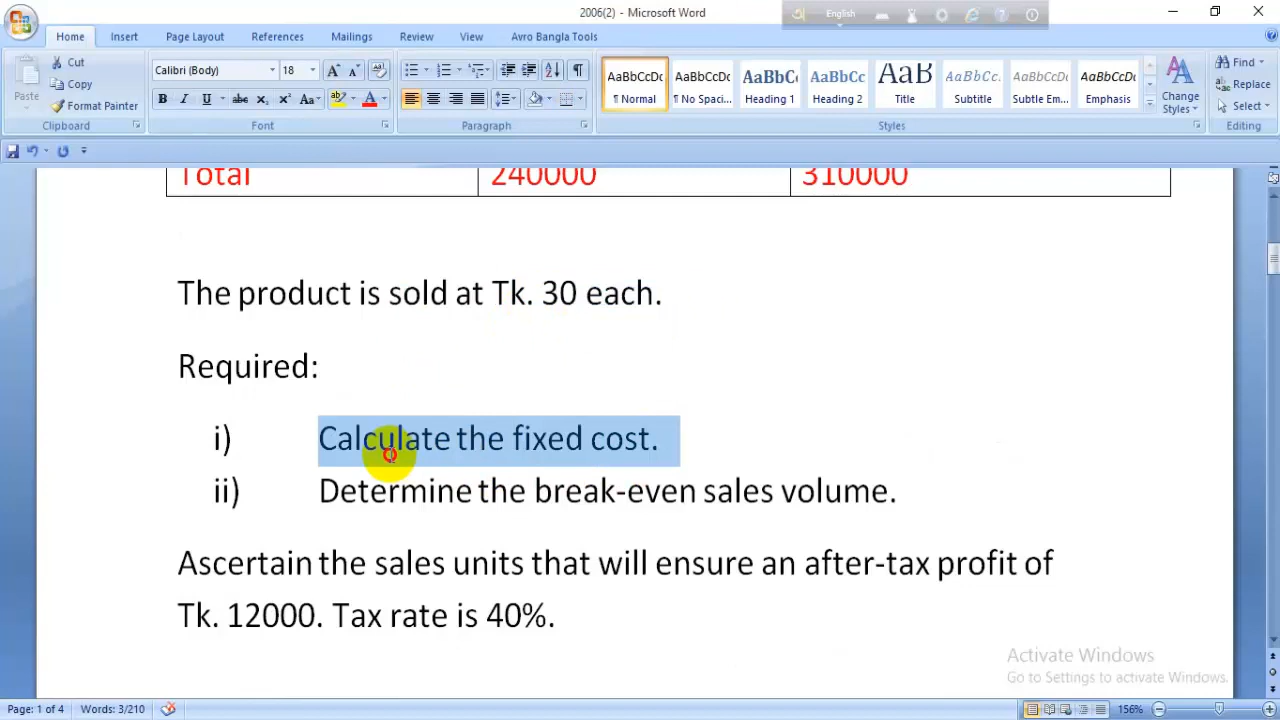 2006(2) - Microsoft Word
English
Home Insert Page Layout References Mailings Review View Avro Bangla Tools
Paste
Cut
Copy
Format Painter
Clipboard
Calibri (Body) 18
Font
Paragraph
AaBbCcDc AaBbCcDc AaBbC AaBbCc AaB AaBbCc. AaBbCcDc AaBbCcDc
¶ Normal ¶ No Spaci... Heading 1 Heading 2 Title Subtitle Subtle Em... Emphasis
Change Styles
Styles
Find
Replace
Select
Editing
Total 240000 310000
The product is sold at Tk. 30 each.
Required:
i) Calculate the fixed cost.
ii) Determine the break-even sales volume.
Ascertain the sales units that will ensure an after-tax profit of
Tk. 12000. Tax rate is 40%.
Activate Windows
Go to Settings to activate Windows.
Page: 1 of 4 Words: 3/210 156%